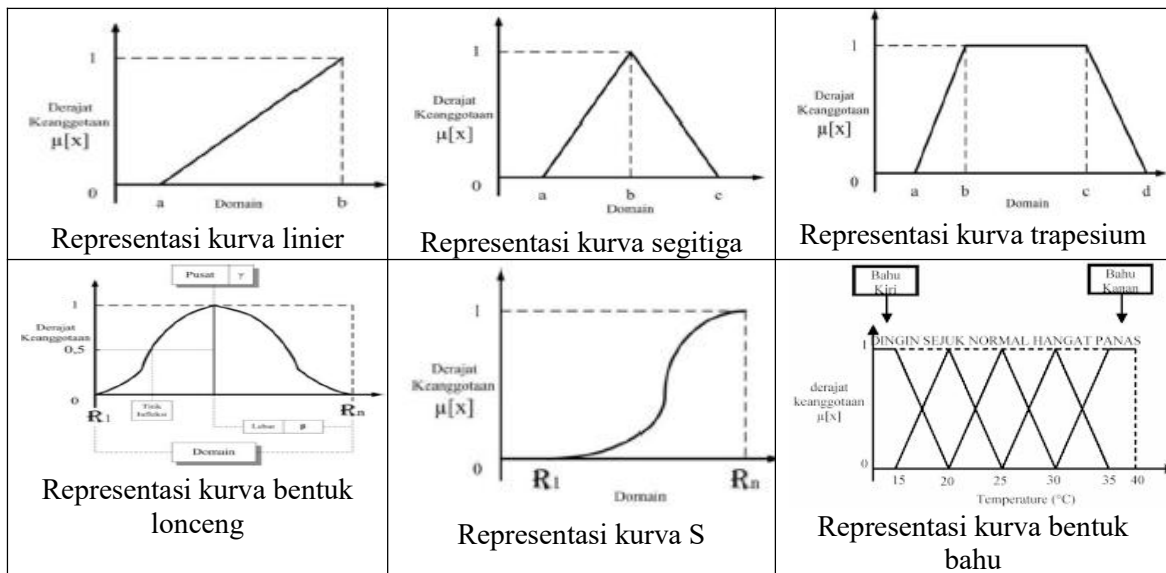 1
Derajat
Keanggotaan
μ[x]
0
a
Domain
b
Representasi kurva linier
1
Derajat
Keanggotaan
μ[x]
0
a
b
c
Domain
Representasi kurva segitiga
1
Derajat
Keanggotaan
μ[x]
0
a
b
c
d
Domain
Representasi kurva trapesium
Pusat γ
1
Derajat
Keanggotaan
0,5
0
Titik
Infleksi
R1
Rn
Lebar β
Domain
Representasi kurva bentuk
lonceng
1
Derajat
Keanggotaan
μ[x]
0
R1
Rn
Domain
Representasi kurva S
Bahu
Kiri
Bahu
Kanan
DINGIN SEJUK NORMAL HANGAT PANAS
1
derajat
keanggotaan
μ[x]
0
15 20 25 30 35 40
Temperature (°C)
Representasi kurva bentuk
bahu